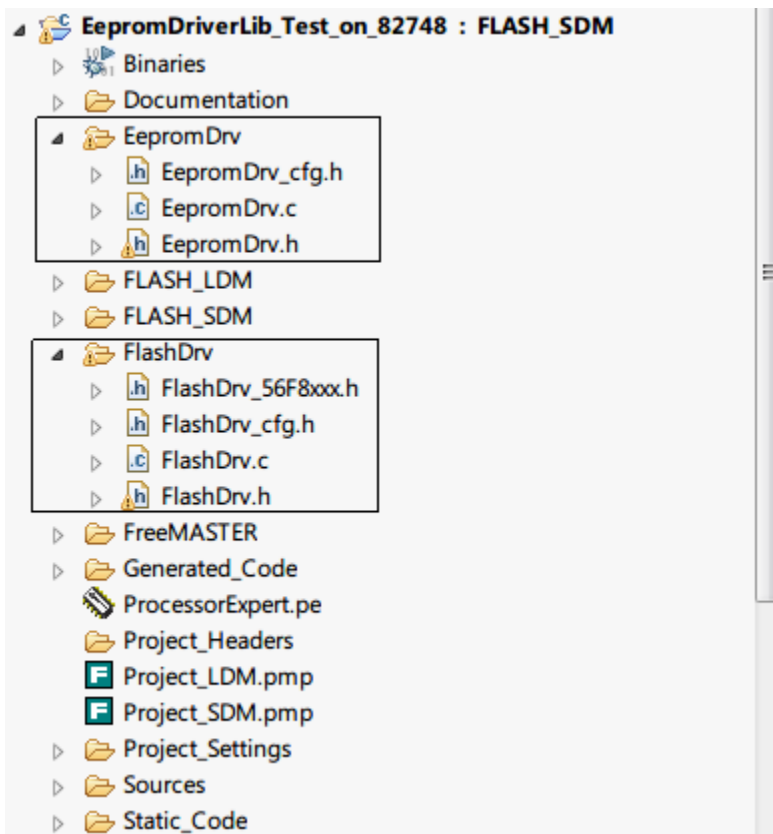 EepromDriverLib_Test_on_82748 : FLASH_SDM
Binaries
Documentation
EepromDrv
EepromDrv_cfg.h
EepromDrv.c
EepromDrv.h
FLASH_LDM
FLASH_SDM
FlashDrv
FlashDrv_56F8xxx.h
FlashDrv_cfg.h
FlashDrv.c
FlashDrv.h
FreeMASTER
Generated_Code
ProcessorExpert.pe
Project_Headers
Project_LDM.pmp
Project_SDM.pmp
Project_Settings
Sources
Static_Code